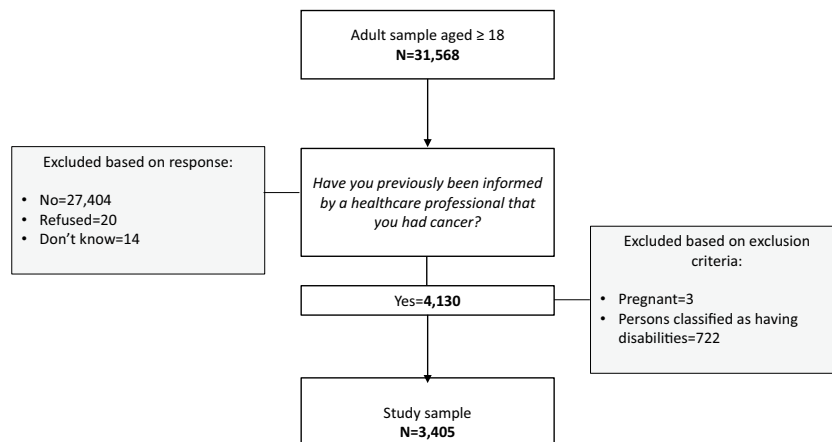 Adult sample aged ≥ 18
N=31,568
Excluded based on response:
• No=27,404
• Refused=20
• Don’t know=14
Have you previously been informed
by a healthcare professional that
you had cancer?
Excluded based on exclusion
criteria:
• Pregnant=3
• Persons classified as having
disabilities=722
Yes=4,130
Study sample
N=3,405